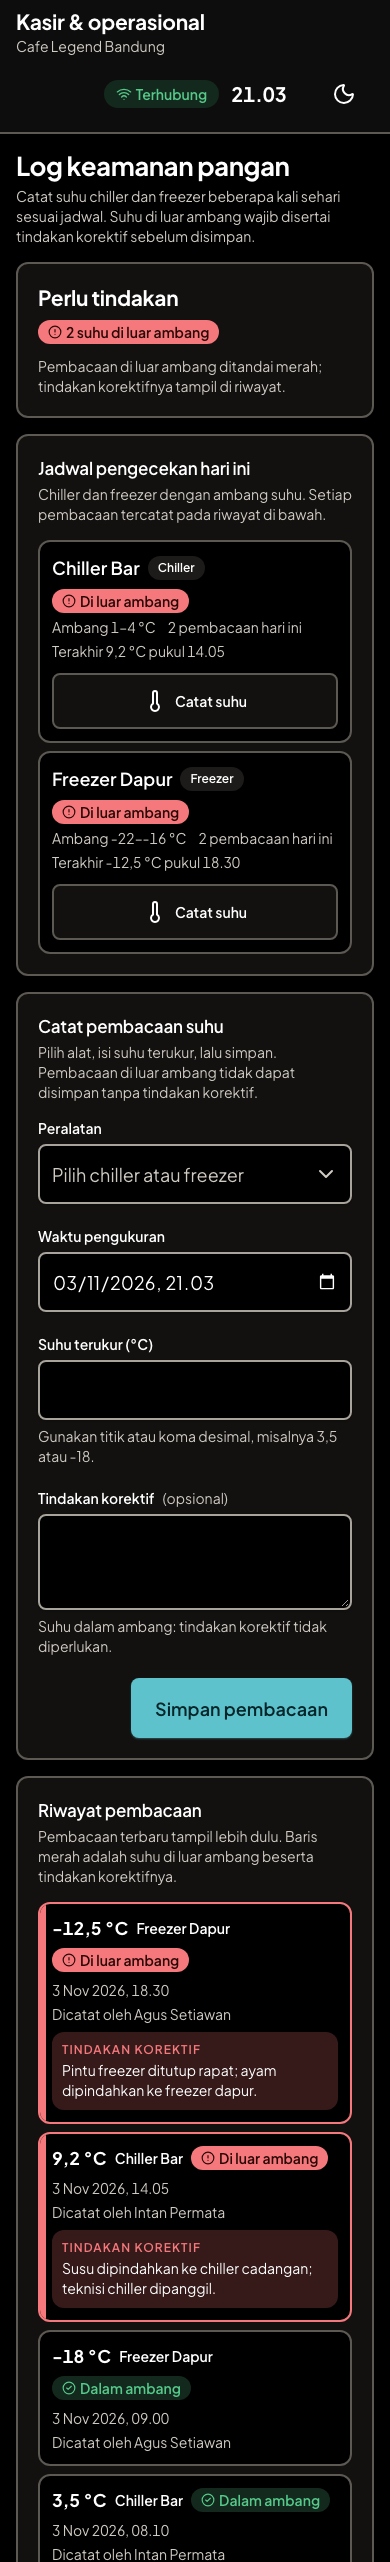 Kasir & operasional
Cafe Legend Bandung
Terhubung 21.03
Log keamanan pangan
Catat suhu chiller dan freezer beberapa kali sehari
sesuai jadwal. Suhu di luar ambang wajib disertai
tindakan korektif sebelum disimpan.
Perlu tindakan
2 suhu di luar ambang
Pembacaan di luar ambang ditandai merah;
tindakan korektifnya tampil di riwayat.
Jadwal pengecekan hari ini
Chiller dan freezer dengan ambang suhu. Setiap
pembacaan tercatat pada riwayat di bawah.
Chiller Bar Chiller
Di luar ambang
Ambang 1–4 °C 2 pembacaan hari ini
Terakhir 9,2 °C pukul 14.05
Catat suhu
Freezer Dapur Freezer
Di luar ambang
Ambang -22–-16 °C 2 pembacaan hari ini
Terakhir -12,5 °C pukul 18.30
Catat suhu
Catat pembacaan suhu
Pilih alat, isi suhu terukur, lalu simpan.
Pembacaan di luar ambang tidak dapat
disimpan tanpa tindakan korektif.
Peralatan
Pilih chiller atau freezer
Waktu pengukuran
03/11/2026, 21.03
Suhu terukur (°C)
Gunakan titik atau koma desimal, misalnya 3,5
atau -18.
Tindakan korektif (opsional)
Suhu dalam ambang: tindakan korektif tidak
diperlukan.
Simpan pembacaan
Riwayat pembacaan
Pembacaan terbaru tampil lebih dulu. Baris
merah adalah suhu di luar ambang beserta
tindakan korektifnya.
-12,5 °C Freezer Dapur
Di luar ambang
3 Nov 2026, 18.30
Dicatat oleh Agus Setiawan
TINDAKAN KOREKTIF
Pintu freezer ditutup rapat; ayam
dipindahkan ke freezer dapur.
9,2 °C Chiller Bar Di luar ambang
3 Nov 2026, 14.05
Dicatat oleh Intan Permata
TINDAKAN KOREKTIF
Susu dipindahkan ke chiller cadangan;
teknisi chiller dipanggil.
-18 °C Freezer Dapur
Dalam ambang
3 Nov 2026, 09.00
Dicatat oleh Agus Setiawan
3,5 °C Chiller Bar Dalam ambang
3 Nov 2026, 08.10
Dicatat oleh Intan Permata